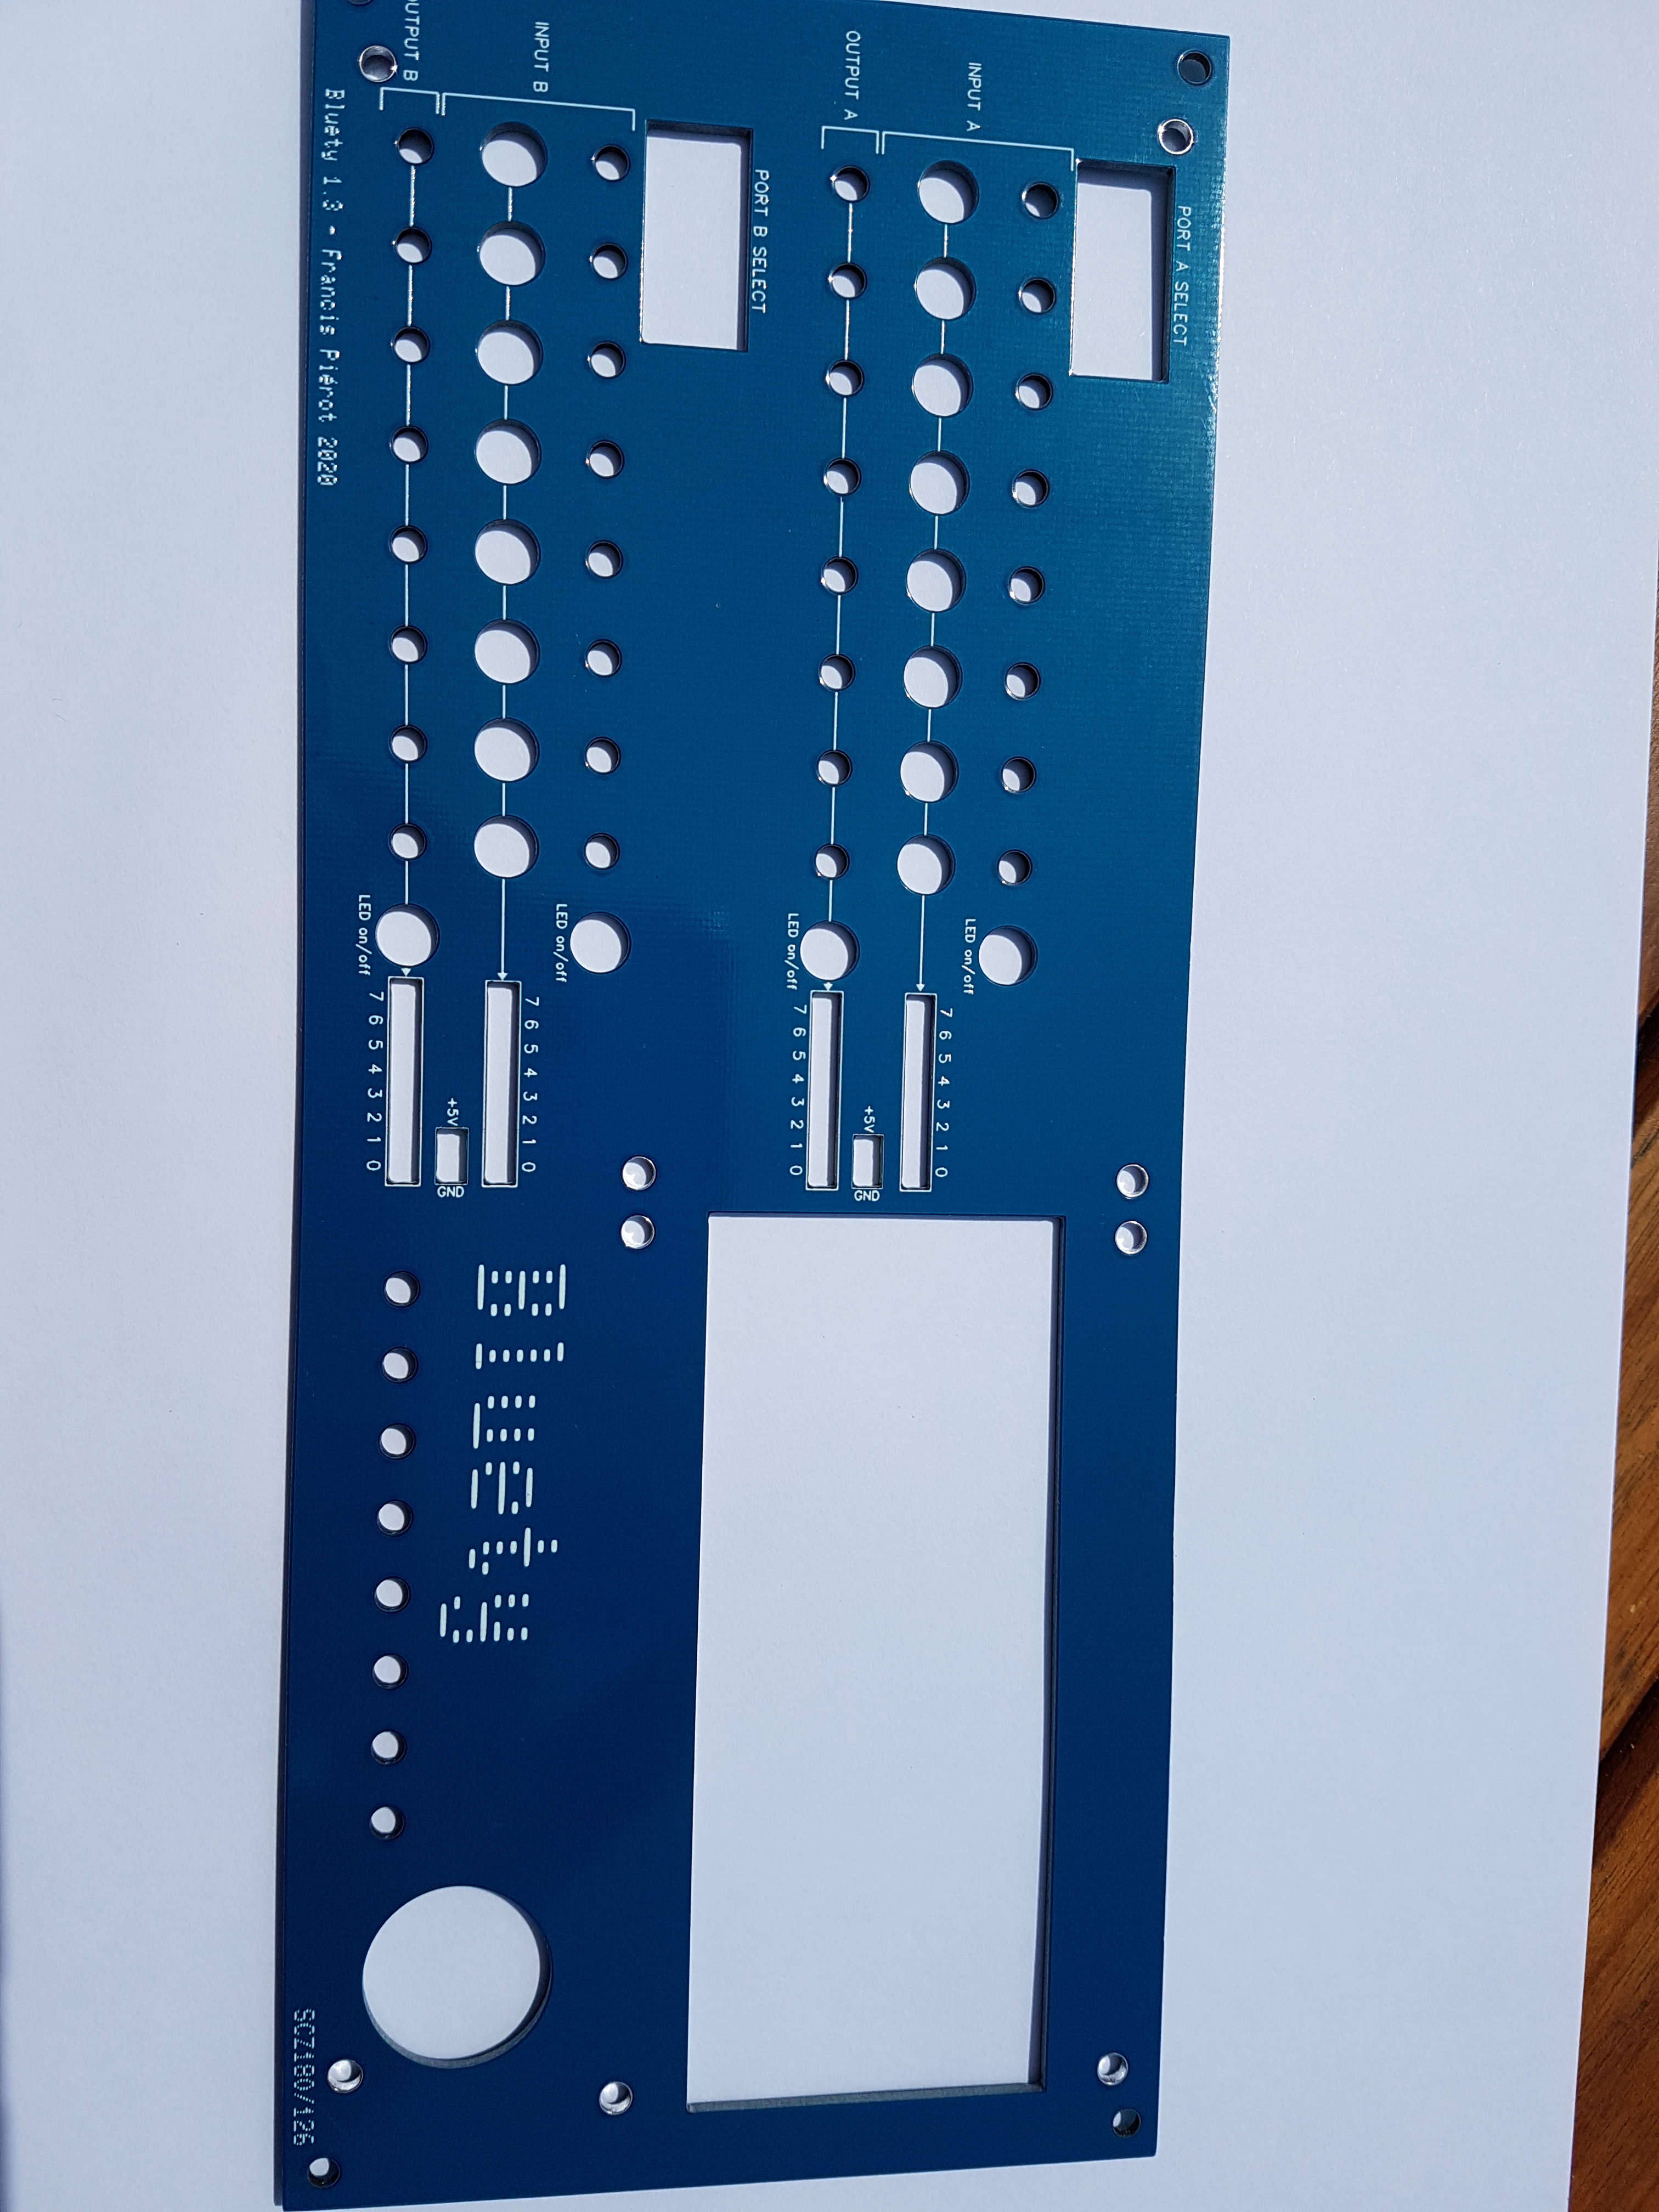 PORT A SELECT
INPUT A
OUTPUT A
LED on/off
7 6 5 4 3 2 1 0
+5V
GND
LED on/off
7 6 5 4 3 2 1 0
PORT B SELECT
INPUT B
OUTPUT B
LED on/off
7 6 5 4 3 2 1 0
+5V
GND
LED on/off
7 6 5 4 3 2 1 0
Bluety
Bluety 1.3 - Francis Piérot 2020
SCZ180/126